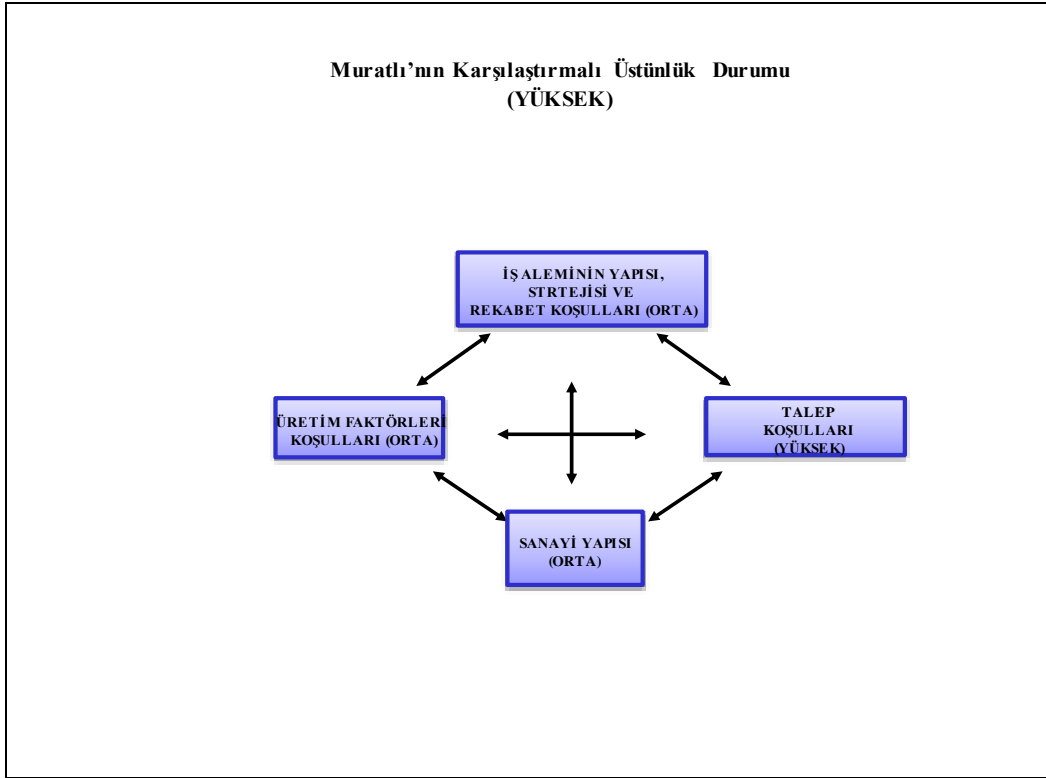 Muratlı’nın Karşılaştırmalı Üstünlük Durumu
(YÜKSEK)
İŞ ALEMİNİN YAPISI,
STRTEJİSİ VE
REKABET KOŞULLARI (ORTA)
ÜRETİM FAKTÖRLERİ
KOŞULLARI (ORTA)
TALEP
KOŞULLARI
(YÜKSEK)
SANAYİ YAPISI
(ORTA)